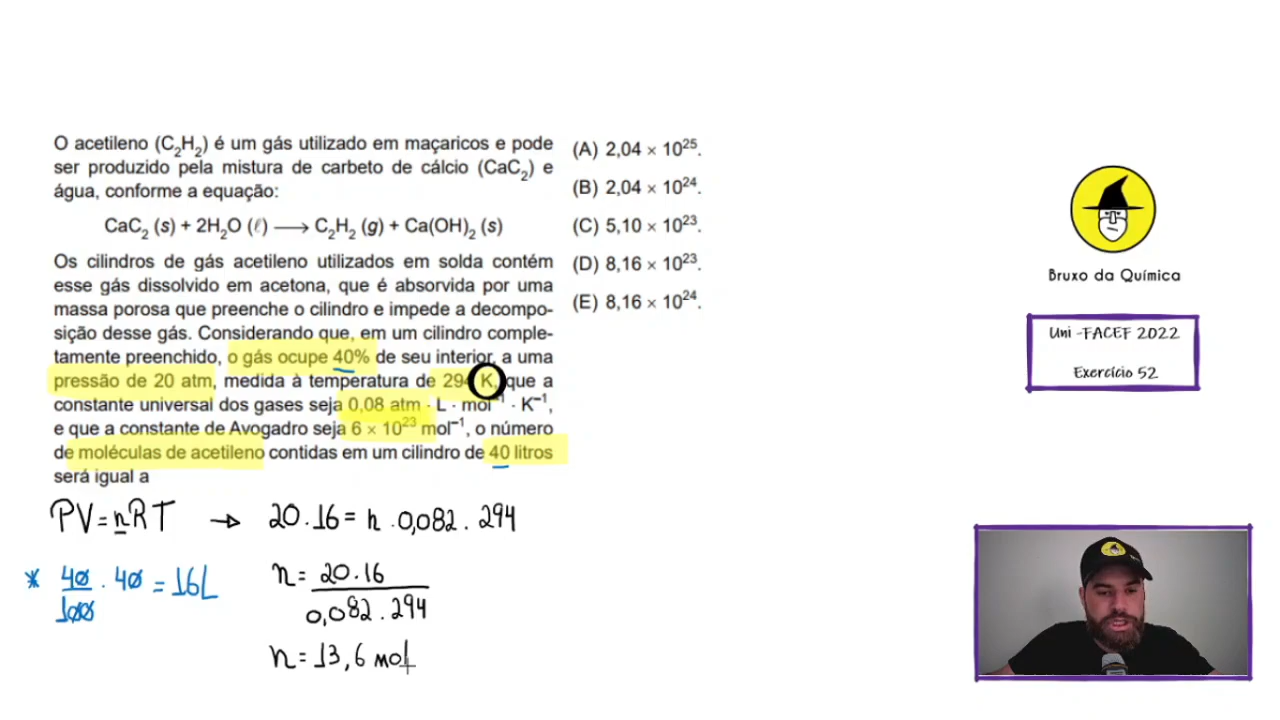 O acetileno (C₂H₂) é um gás utilizado em maçaricos e pode
ser produzido pela mistura de carbeto de cálcio (CaC₂) e
água, conforme a equação:
CaC₂ (s) + 2H₂O (ℓ) ⟶ C₂H₂ (g) + Ca(OH)₂ (s)
Os cilindros de gás acetileno utilizados em solda contém
esse gás dissolvido em acetona, que é absorvida por uma
massa porosa que preenche o cilindro e impede a decompo-
sição desse gás. Considerando que, em um cilindro comple-
tamente preenchido, o gás ocupe 40% de seu interior, a uma
pressão de 20 atm, medida à temperatura de 294 K, que a
constante universal dos gases seja 0,08 atm · L · mol⁻¹ · K⁻¹,
e que a constante de Avogadro seja 6 × 10²³ mol⁻¹, o número
de moléculas de acetileno contidas em um cilindro de 40 litros
será igual a
(A) 2,04 × 10²⁵.
(B) 2,04 × 10²⁴.
(C) 5,10 × 10²³.
(D) 8,16 × 10²³.
(E) 8,16 × 10²⁴.
PV=nRT → 20.16 = n .0,082. 294
* 40/100 . 40 = 16L
n= 20.16/0,082.294
n=13,6 mol
Bruxo da Química
Uni -FACEF 2022
Exercício 52